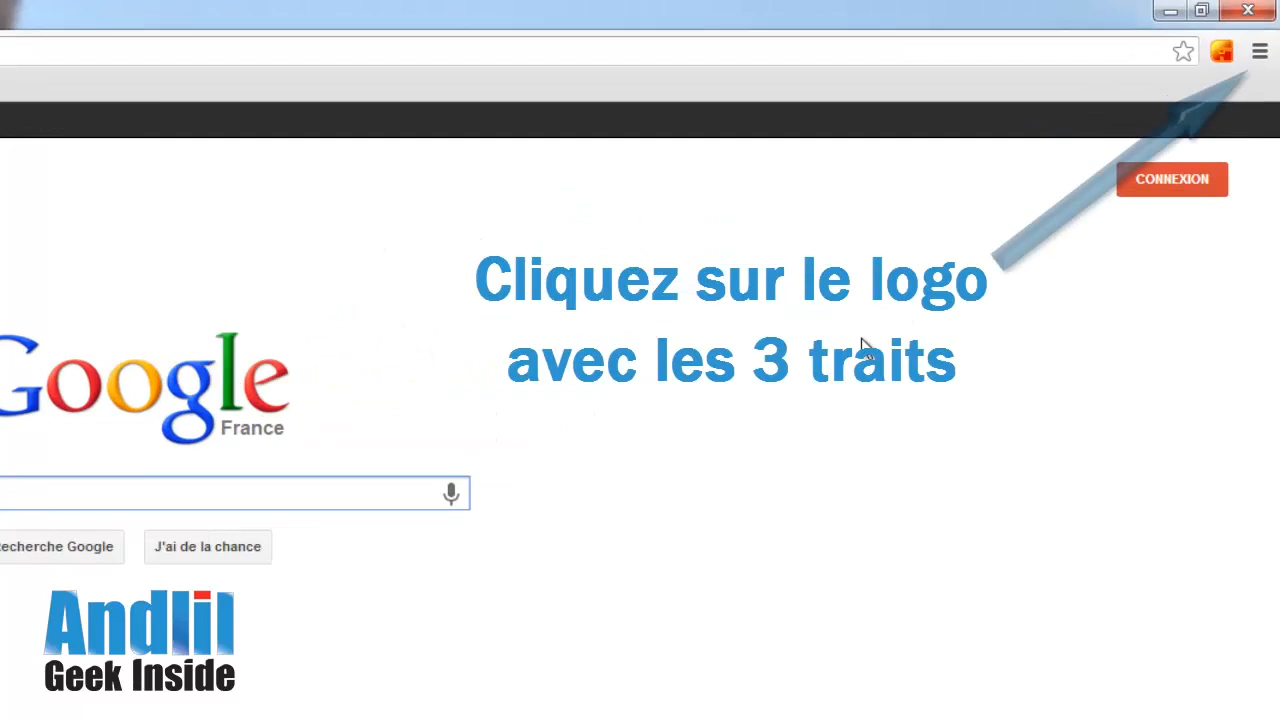 CONNEXION
Cliquez sur le logo
avec les 3 traits
Google
France
Recherche Google
J'ai de la chance
Andlil
Geek Inside